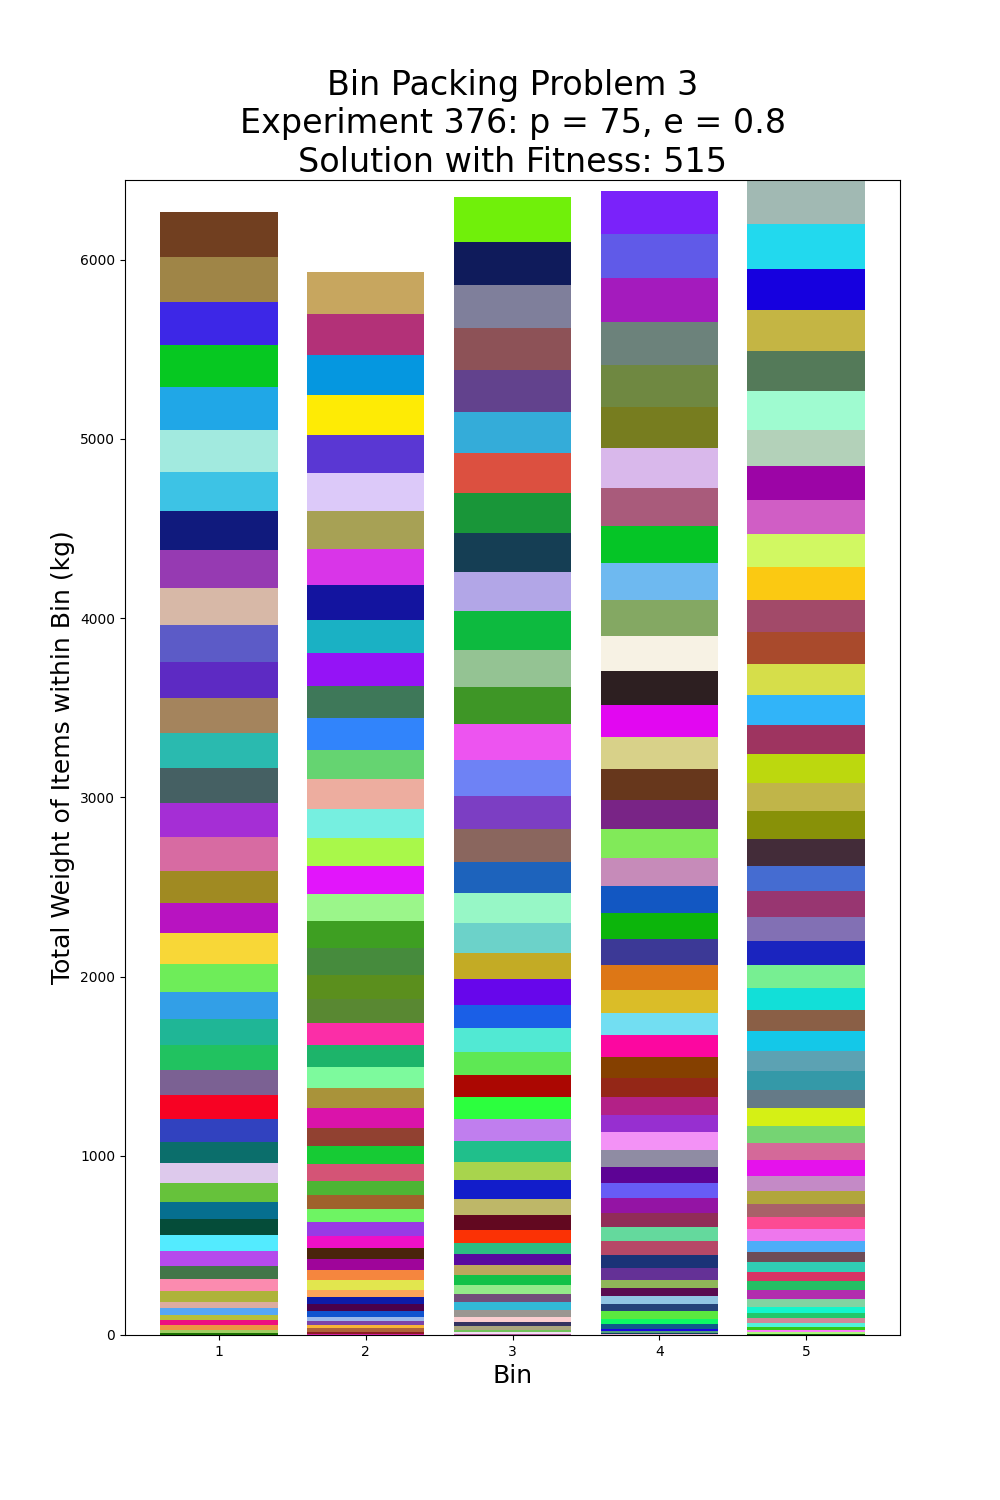 Bin Packing Problem 3
Experiment 376: p = 75, e = 0.8
Solution with Fitness: 515
Total Weight of Items within Bin (kg)
6000
5000
4000
3000
2000
1000
0
1 2 3 4 5
Bin